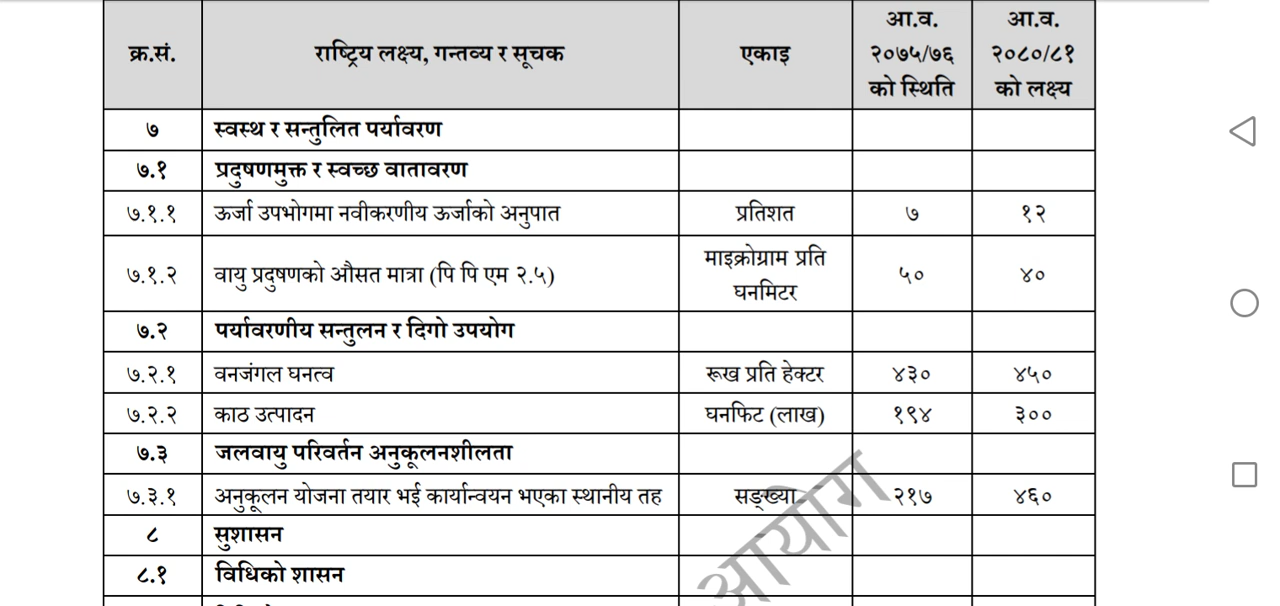 क्र.सं. राष्ट्रिय लक्ष्य, गन्तव्य र सूचक एकाइ आ.व. २०७५/७६ को स्थिति आ.व. २०८०/८१ को लक्ष्य
७ स्वस्थ र सन्तुलित पर्यावरण
७.१ प्रदुषणमुक्त र स्वच्छ वातावरण
७.१.१ ऊर्जा उपभोगमा नवीकरणीय ऊर्जाको अनुपात प्रतिशत ७ १२
७.१.२ वायु प्रदुषणको औसत मात्रा (पि पि एम २.५) माइक्रोग्राम प्रति घनमिटर ५० ४०
७.२ पर्यावरणीय सन्तुलन र दिगो उपयोग
७.२.१ वनजंगल घनत्व रूख प्रति हेक्टर ४३० ४५०
७.२.२ काठ उत्पादन घनफिट (लाख) १९४ ३००
७.३ जलवायु परिवर्तन अनुकूलनशीलता
७.३.१ अनुकूलन योजना तयार भई कार्यान्वयन भएका स्थानीय तह सङ्ख्या २१७ ४६०
८ सुशासन
८.१ विधिको शासन
आयोग